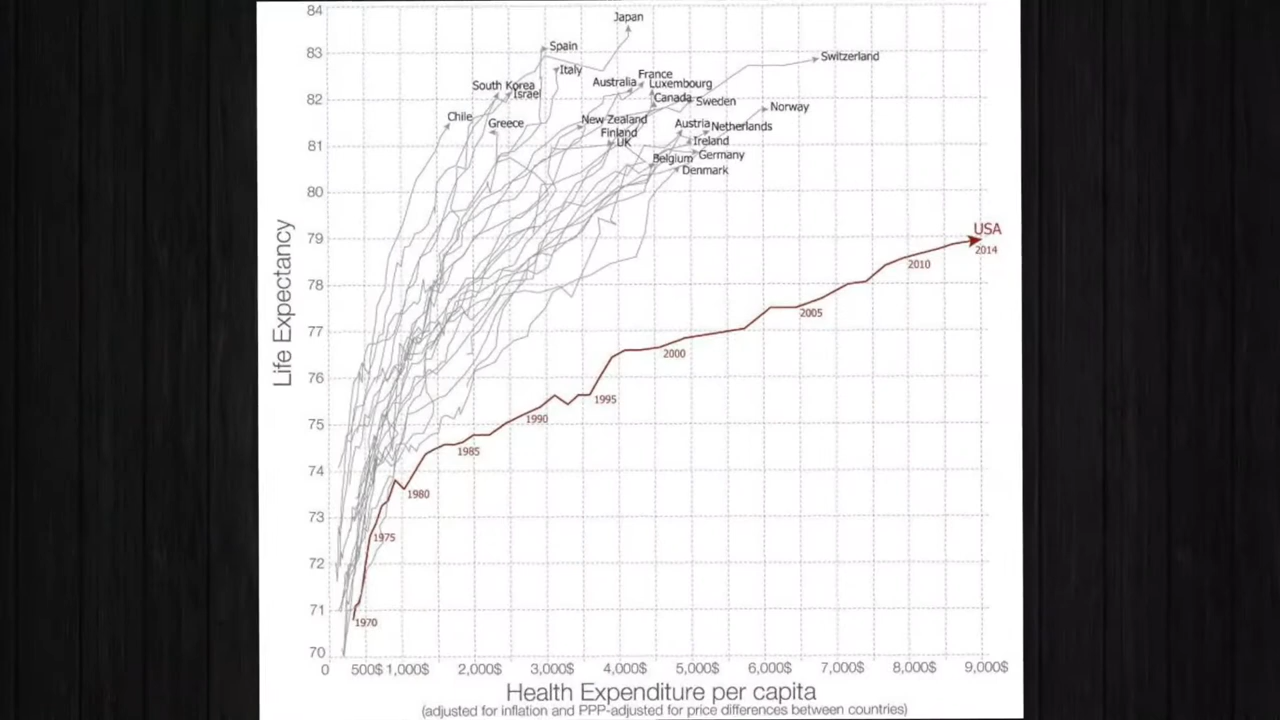 84
Japan
83
Spain
Switzerland
Italy
France
Australia
Luxembourg
South Korea
Israel
82
Canada
Sweden
Norway
Chile
Greece
New Zealand
Austria
Netherlands
Finland
UK
Ireland
81
Belgium
Germany
Denmark
80
79
USA
2014
2010
78
2005
77
2000
76
1995
75
1990
1985
74
1980
73
1975
72
71
1970
70
Life Expectancy
0 500$ 1,000$ 2,000$ 3,000$ 4,000$ 5,000$ 6,000$ 7,000$ 8,000$ 9,000$
Health Expenditure per capita
(adjusted for inflation and PPP-adjusted for price differences between countries)